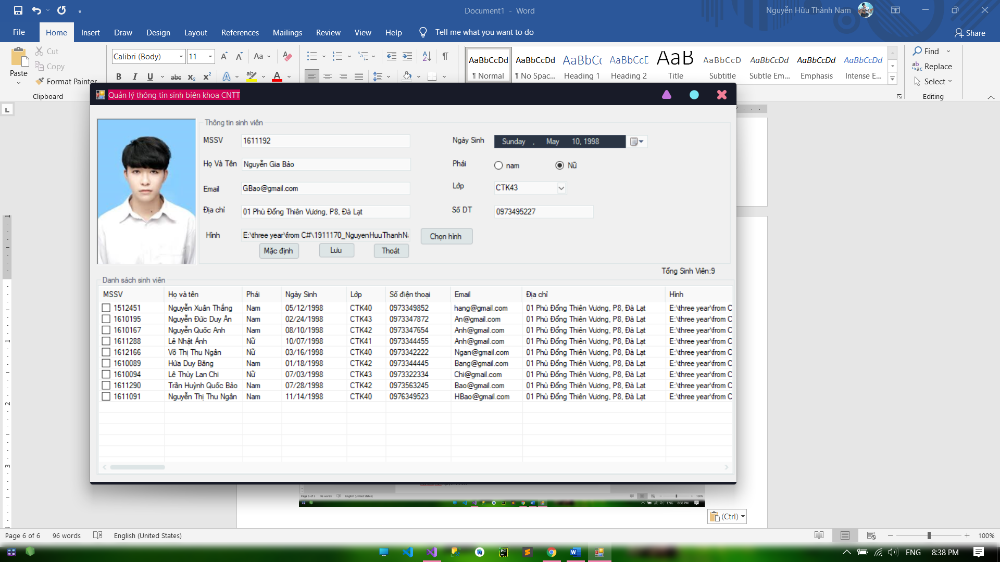 Document1 - Word
Nguyễn Hữu Thành Nam
File Home Insert Draw Design Layout References Mailings Review View Help Tell me what you want to do Share
Paste
Cut
Copy
Format Painter
Clipboard
Calibri (Body) 11
AaBbCcDd AaBbCcDd AaBbCc AaBbCcD AaB AaBbCcD AaBbCcDd AaBbCcDd AaBbCcDd
¶ Normal ¶ No Spac... Heading 1 Heading 2 Title Subtitle Subtle Em... Emphasis Intense E...
Find
Replace
Select
Editing
Quản lý thông tin sinh biên khoa CNTT
Thông tin sinh viên
MSSV 1611192
Ngày Sinh Sunday , May 10, 1998
Họ Và Tên Nguyễn Gia Bảo
Phái nam Nữ
Email GBao@gmail.com
Lớp CTK43
Địa chỉ 01 Phù Đổng Thiên Vương, P8, Đà Lạt
Số DT 0973495227
Hình E:\three year\from C#\1911170_NguyenHuuThanhNa
Chọn hình
Mặc định Lưu Thoát
Tổng Sinh Viên:9
Danh sách sinh viên
MSSV Họ và tên Phái Ngày Sinh Lớp Số điện thoại Email Địa chỉ Hình
1512451 Nguyễn Xuân Thắng Nam 05/12/1998 CTK40 0973349852 hang@gmail.com 01 Phù Đổng Thiên Vương, P8, Đà Lạt E:\three year\from C
1610195 Nguyễn Đức Duy Ân Nam 02/24/1998 CTK43 0973347872 An@gmail.com 01 Phù Đổng Thiên Vương, P8, Đà Lạt E:\three year\from C
1610167 Nguyễn Quốc Anh Nam 08/10/1998 CTK42 0973347654 Anh@gmail.com 01 Phù Đổng Thiên Vương, P8, Đà Lạt E:\three year\from C
1611288 Lê Nhật Ánh Nữ 10/07/1998 CTK41 0973344455 Anh@gmail.com 01 Phù Đổng Thiên Vương, P8, Đà Lạt E:\three year\from C
1612166 Võ Thị Thu Ngân Nữ 03/16/1998 CTK40 0973342222 Ngan@gmail.com 01 Phù Đổng Thiên Vương, P8, Đà Lạt E:\three year\from C
1610089 Hứa Duy Băng Nam 01/18/1998 CTK42 0973344445 Bang@gmail.com 01 Phù Đổng Thiên Vương, P8, Đà Lạt E:\three year\from C
1610094 Lê Thùy Lan Chi Nữ 07/03/1998 CTK43 0973322334 Chi@gmail.com 01 Phù Đổng Thiên Vương, P8, Đà Lạt E:\three year\from C
1611290 Trần Huỳnh Quốc Bảo Nam 07/28/1998 CTK42 0973563245 Bao@gmail.com 01 Phù Đổng Thiên Vương, P8, Đà Lạt E:\three year\from C
1611091 Nguyễn Thị Thu Ngân Nam 11/14/1998 CTK40 0976349523 HBao@gmail.com 01 Phù Đổng Thiên Vương, P8, Đà Lạt E:\three year\from C
Page 5 of 5 96 words English (United States) 100%
ENG 8:38 PM
(Ctrl)
Page 6 of 6 96 words English (United States) 100%
ENG 8:38 PM